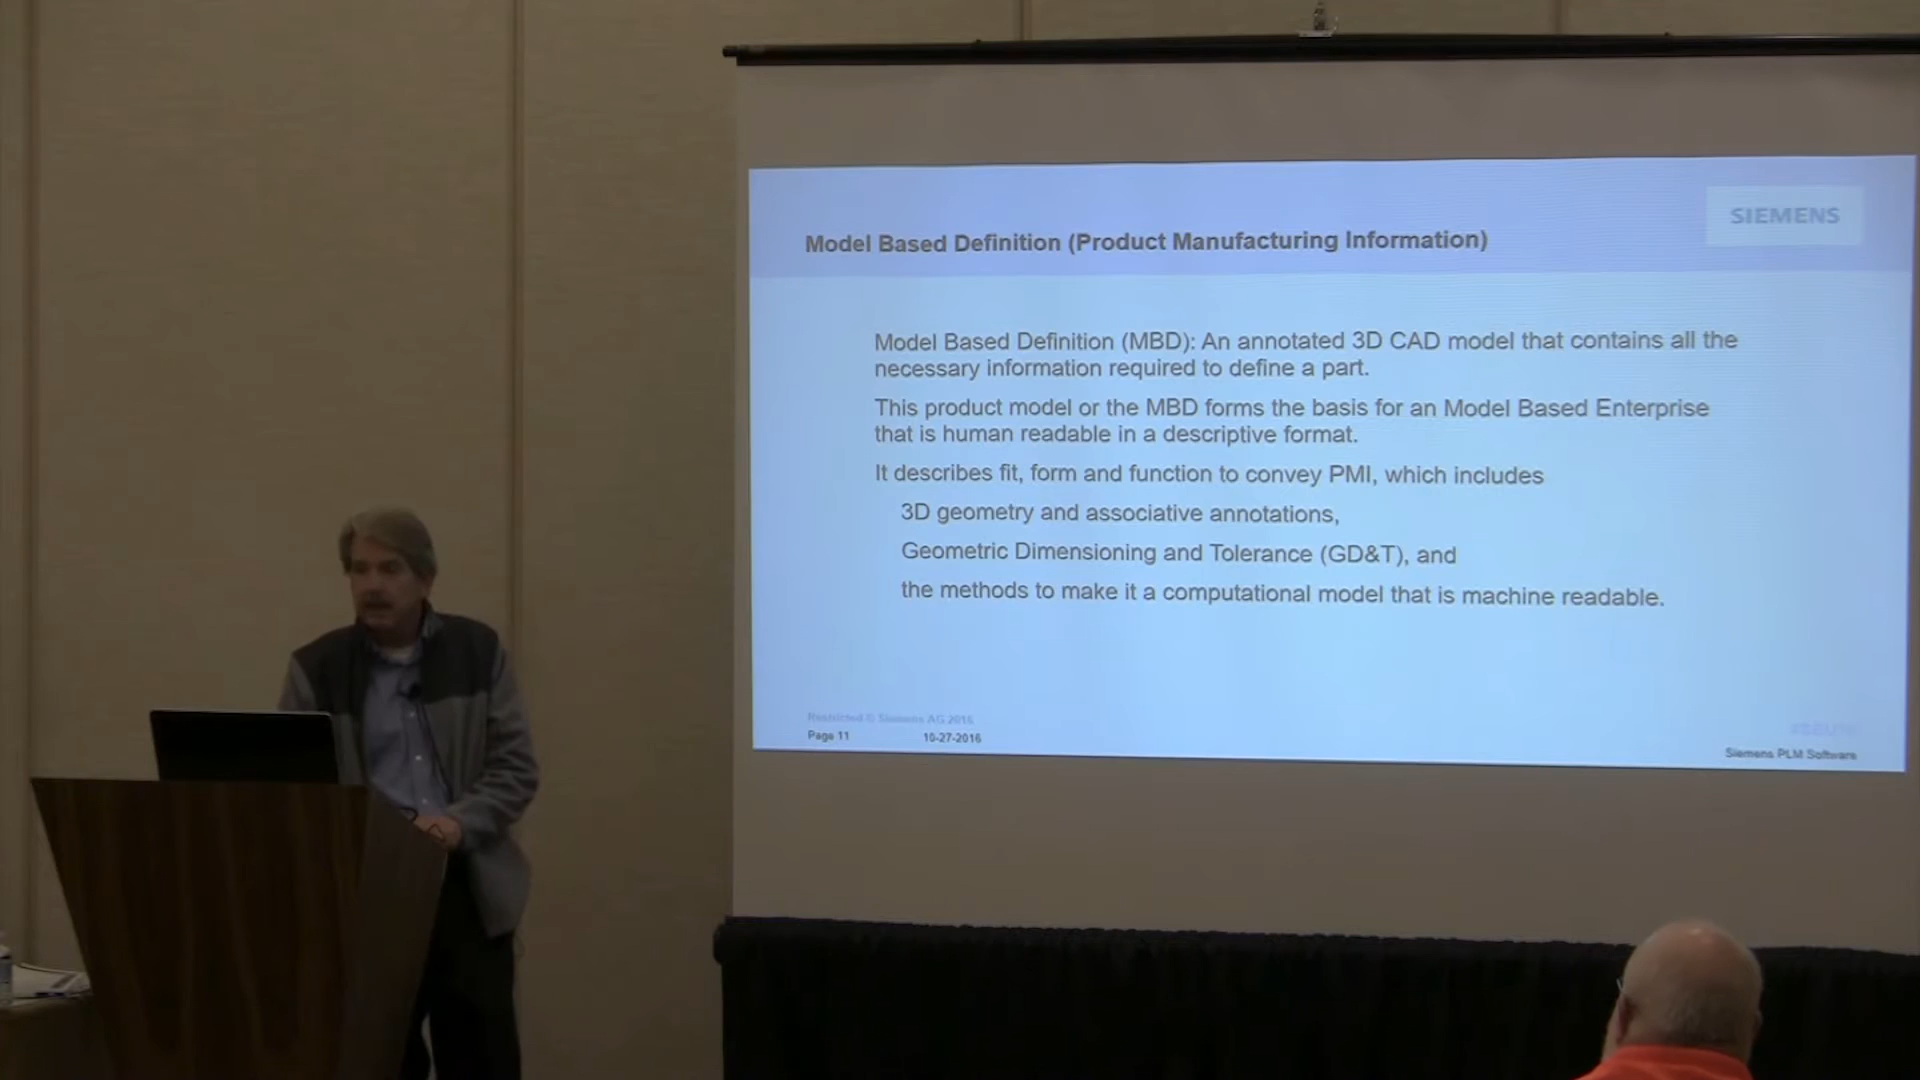 SIEMENS
Model Based Definition (Product Manufacturing Information)
Model Based Definition (MBD): An annotated 3D CAD model that contains all the
necessary information required to define a part.
This product model or the MBD forms the basis for an Model Based Enterprise
that is human readable in a descriptive format.
It describes fit, form and function to convey PMI, which includes
3D geometry and associative annotations,
Geometric Dimensioning and Tolerance (GD&T), and
the methods to make it a computational model that is machine readable.
Restricted © Siemens AG 2016
Page 11 10-27-2016
Siemens PLM Software